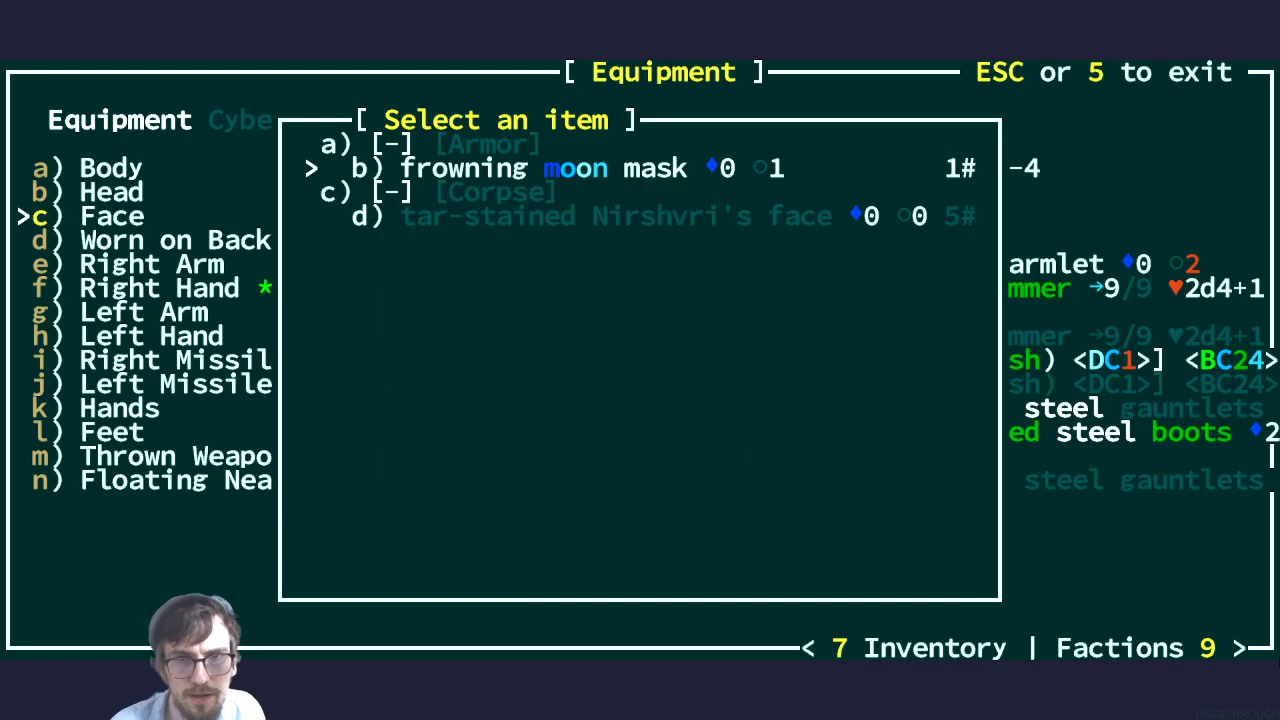 [ Equipment ] ESC or 5 to exit
Equipment Cybe
[ Select an item ]
a) [-] [Armor]
> b) frowning moon mask ♦0 ○1 1#
c) [-] [Corpse]
d) tar-stained Nirshvri's face ♦0 ○0 5#
a) Body
b) Head
>c) Face
d) Worn on Back
e) Right Arm
f) Right Hand *
g) Left Arm
h) Left Hand
i) Right Missil
j) Left Missile
k) Hands
l) Feet
m) Thrown Weapo
n) Floating Nea
-4
armlet ♦0 ○2
mmer →9/9 ♥2d4+1
mmer →9/9 ♥2d4+1
sh) <DC1>] <BC24>
sh) <DC1>] <BC24>
steel gauntlets
ed steel boots ♦2
steel gauntlets
< 7 Inventory | Factions 9 >